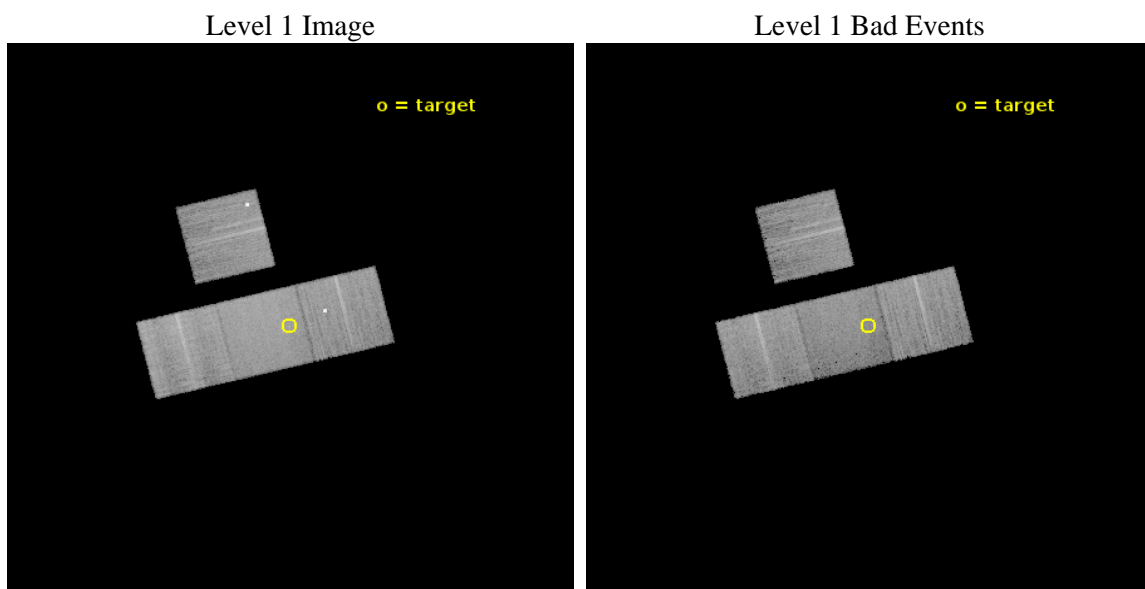 Level 1 Image
Level 1 Bad Events
o = target
o = target